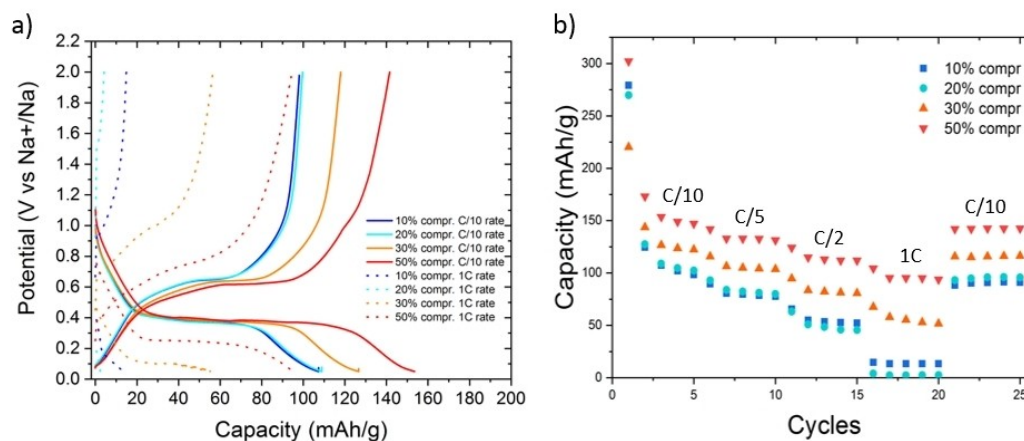 a)
2.2
2.0
1.8
1.6
1.4
1.2
1.0
0.8
0.6
0.4
0.2
0.0
Potential (V vs Na+/Na)
10% compr. C/10 rate
20% compr. C/10 rate
30% compr. C/10 rate
50% compr. C/10 rate
10% compr. 1C rate
20% compr. 1C rate
30% compr. 1C rate
50% compr. 1C rate
0 20 40 60 80 100 120 140 160 180 200
Capacity (mAh/g)
b)
300
250
200
150
100
50
0
Capacity (mAh/g)
10% compr
20% compr
30% compr
50% compr
C/10
C/5
C/2
1C
C/10
0 5 10 15 20 25
Cycles